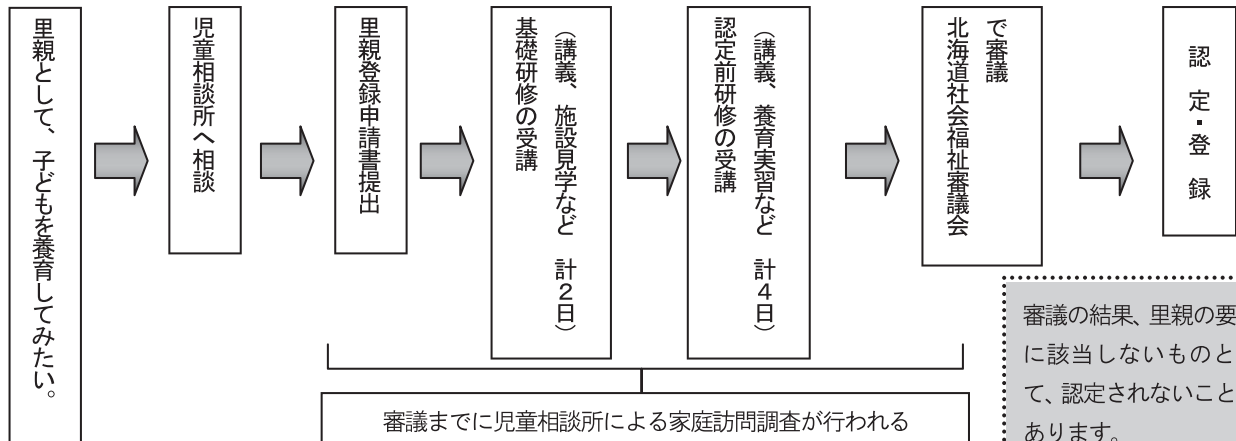 里親として、子どもを養育してみたい。
児童相談所へ相談
里親登録申請書提出
基礎研修の受講
（講義、施設見学など　計２日）
認定前研修の受講
（講義、養育実習など　計４日）
北海道社会福祉審議会
で審議
認定・登録
審議までに児童相談所による家庭訪問調査が行われる
審議の結果、里親の要
に該当しないものと
て、認定されないこと
あります。